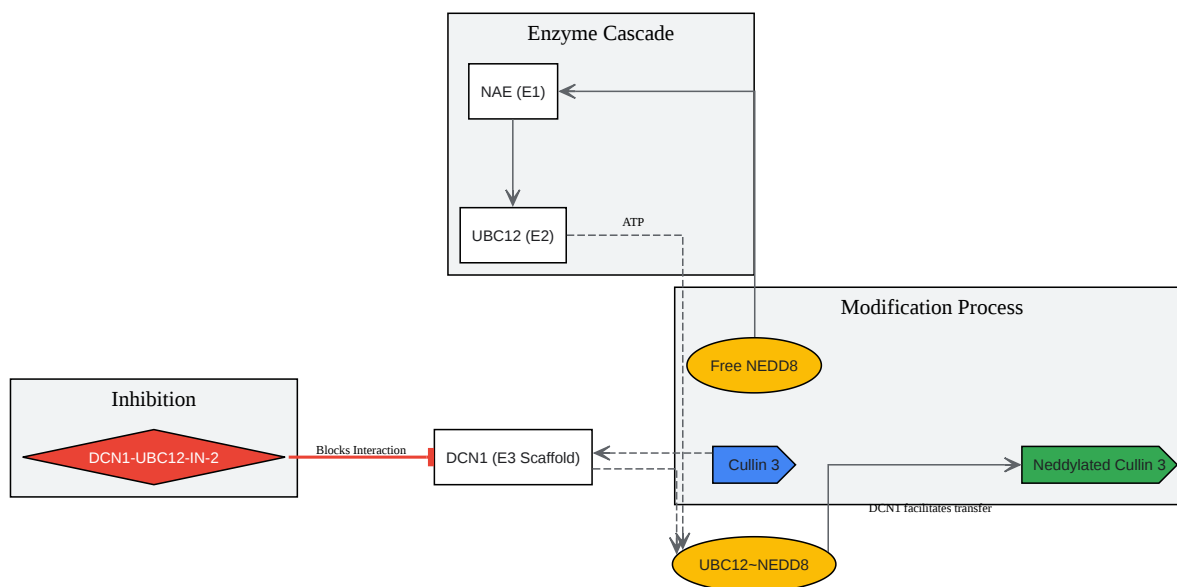 Enzyme Cascade
NAE (E1)
UBC12 (E2)
ATP
Modification Process
Free NEDD8
Inhibition
DCN1-UBC12-IN-2
Blocks Interaction
DCN1 (E3 Scaffold)
Cullin 3
Neddylated Cullin 3
DCN1 facilitates transfer
UBC12~NEDD8